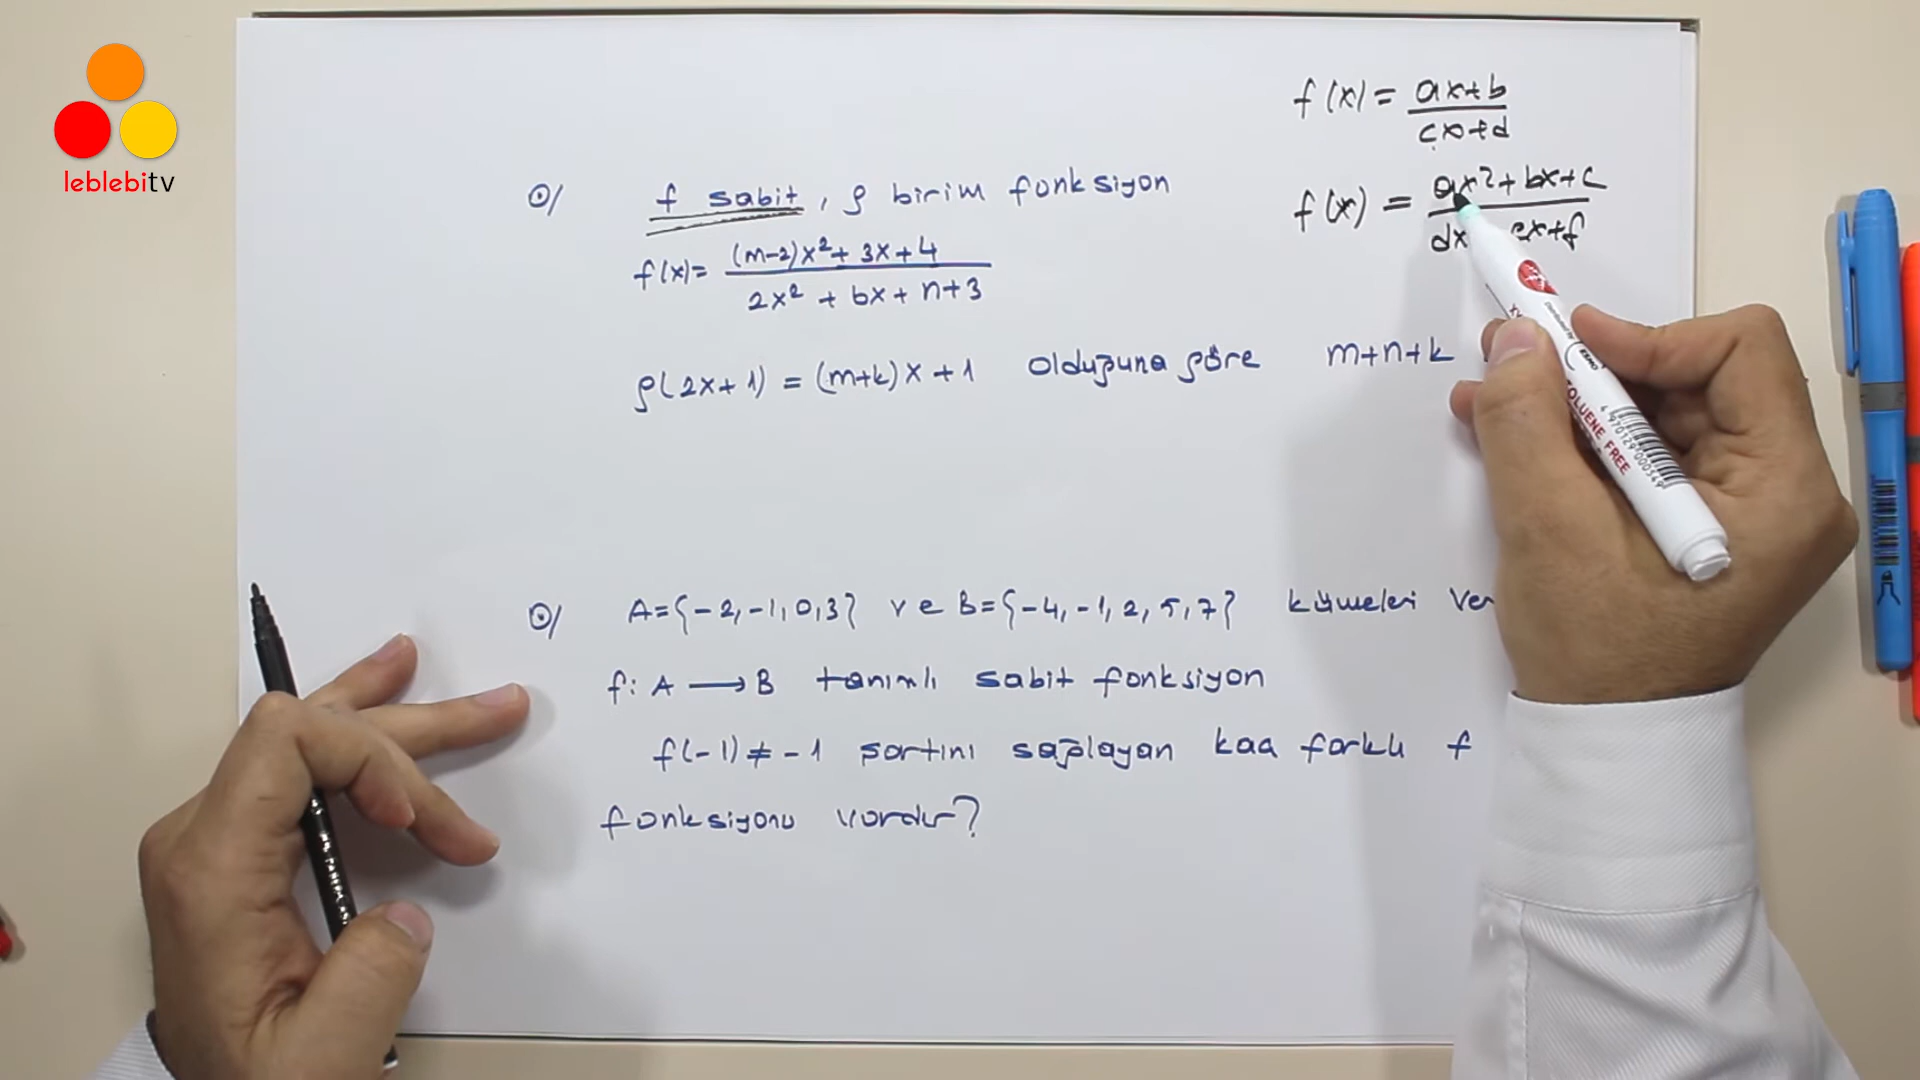 leblebitv
f(x) = ax+b / cx+d
f(x) = ax²+bx+c / dx ex+f
f sabit, g birim fonksiyon
f(x) = (m-2)x²+3x+4 / 2x²+bx+n+3
g(2x+1) = (m+k)x+1 olduğuna göre m+n+k
A={-2,-1,0,3} ve B={-4,-1,2,5,7} kümeleri ver
f: A → B tanımlı sabit fonksiyon
f(-1) ≠ -1 şartını sağlayan kaç farklı f
fonksiyonu vardır?
TOLUENE FREE
4970129000549